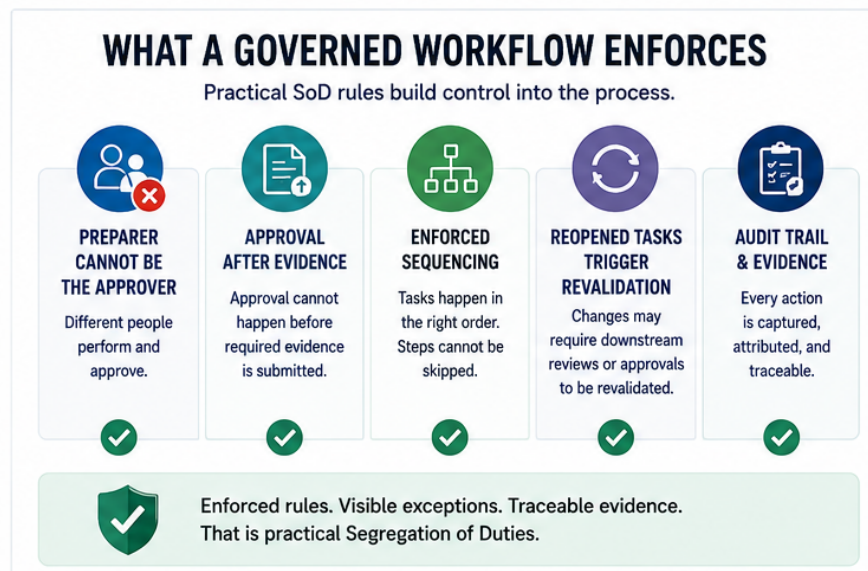 WHAT A GOVERNED WORKFLOW ENFORCES
Practical SoD rules build control into the process.
PREPARER
CANNOT BE
THE APPROVER
Different people
perform and
approve.
APPROVAL
AFTER EVIDENCE
Approval cannot
happen before
required evidence
is submitted.
ENFORCED
SEQUENCING
Tasks happen in
the right order.
Steps cannot be
skipped.
REOPENED TASKS
TRIGGER
REVALIDATION
Changes may
require downstream
reviews or approvals
to be revalidated.
AUDIT TRAIL
& EVIDENCE
Every action
is captured,
attributed, and
traceable.
Enforced rules. Visible exceptions. Traceable evidence.
That is practical Segregation of Duties.